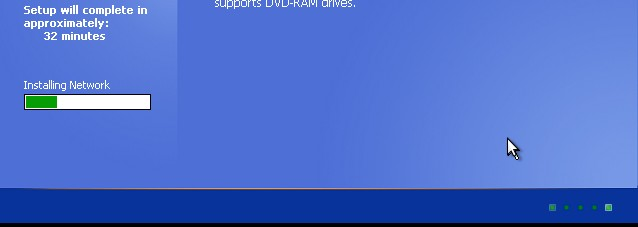 supports DVD-RAM drives.
Setup will complete in
approximately:
32 minutes
Installing Network